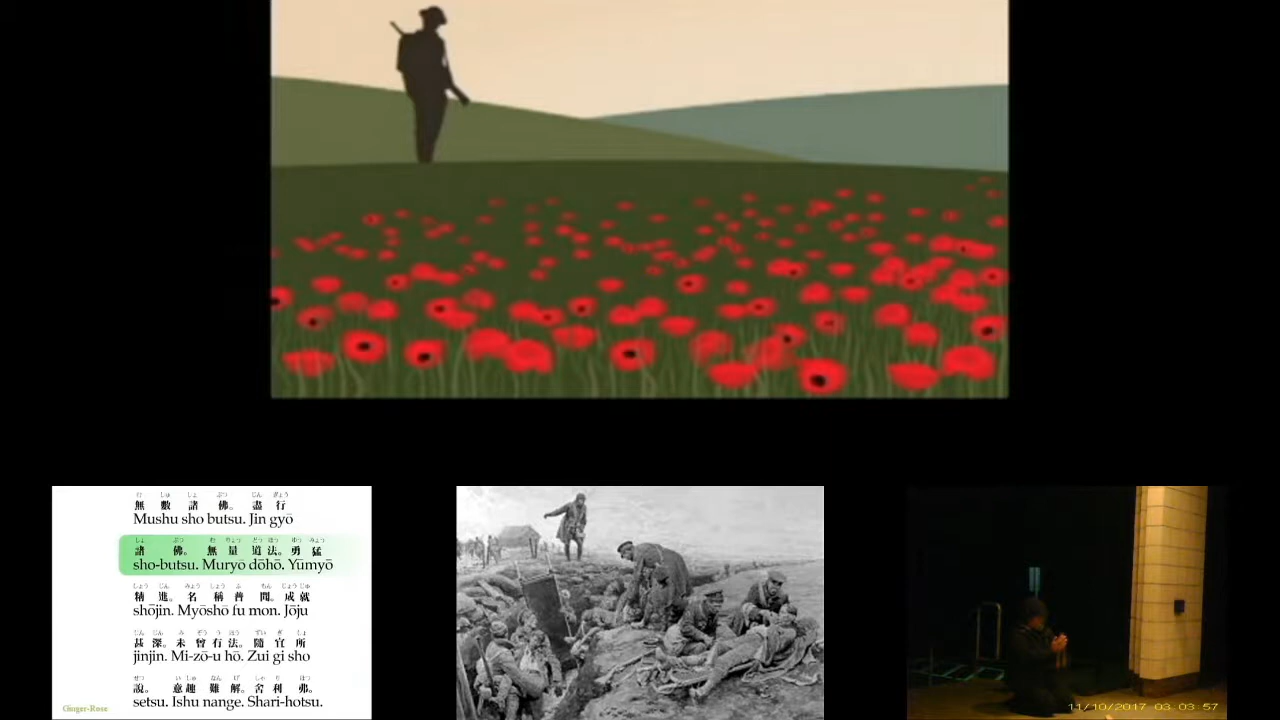 無數諸佛。盡行
Mushu sho butsu. Jin gyō
諸佛。無量道法。勇猛
sho-butsu. Muryō dōhō. Yūmyō
精進。名稱普聞。成就
shōjin. Myōshō fu mon. Jōju
甚深。未曾有法。隨宜所
jinjin. Mi-zō-u hō. Zui gi sho
說。意趣難解。舍利弗。
setsu. Ishu nange. Shari-hotsu.
Ginger-Rose
11/10/2017 03:03:57